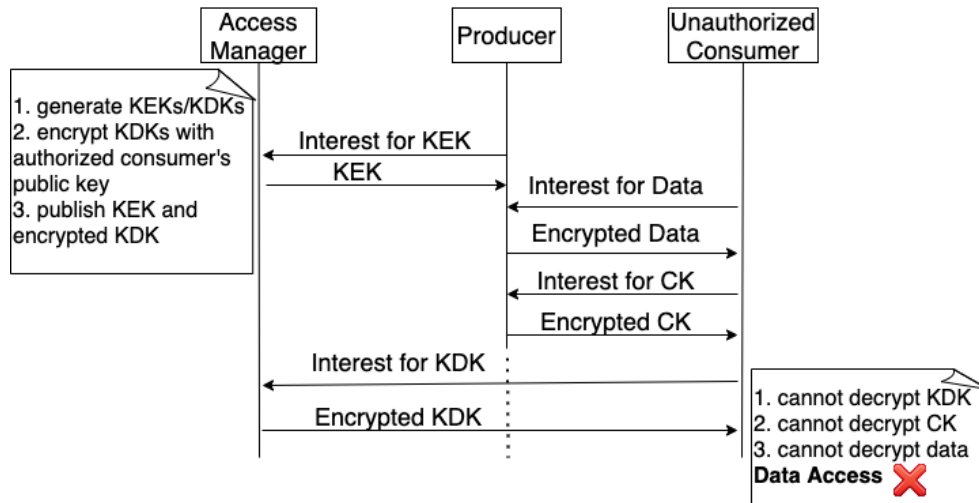 Access
Manager
Producer
Unauthorized
Consumer
1. generate KEKs/KDKs
2. encrypt KDKs with
authorized consumer's
public key
3. publish KEK and
encrypted KDK
Interest for KEK
KEK
Interest for Data
Encrypted Data
Interest for CK
Encrypted CK
Interest for KDK
Encrypted KDK
1. cannot decrypt KDK
2. cannot decrypt CK
3. cannot decrypt data
Data Access ❌